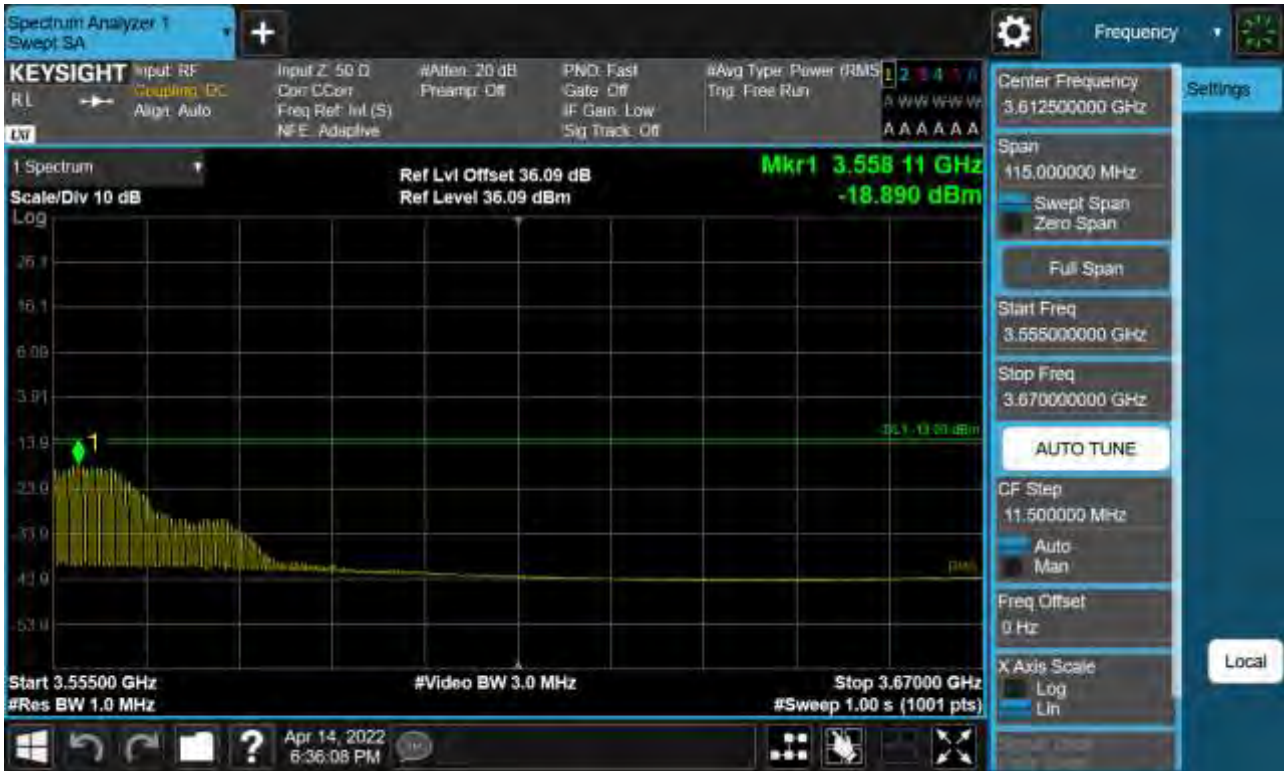 Spectrum Analyzer 1
Swept SA
Frequency
KEYSIGHT
RL
Input: RF
Coupling: DC
Align: Auto
Input Z: 50 Ω
Corr CCorr
Freq Ref: Int (S)
NFE: Adaptive
#Atten: 20 dB
Preamp: Off
PNO: Fast
Gate: Off
IF Gain: Low
Sig Track: Off
#Avg Type: Power (RMS
Trig: Free Run
1 2 3 4 5 6
A W W W W W
A A A A A A
1 Spectrum
Scale/Div 10 dB
Log
Ref Lvl Offset 36.09 dB
Ref Level 36.09 dBm
Mkr1 3.558 11 GHz
-18.890 dBm
26.1
16.1
6.09
-3.91
-13.9
-23.9
-33.9
-43.9
-53.9
1
RMS
Start 3.55500 GHz
#Res BW 1.0 MHz
#Video BW 3.0 MHz
Stop 3.67000 GHz
#Sweep 1.00 s (1001 pts)
Apr 14, 2022
6:36:08 PM
Center Frequency
3.612500000 GHz
Span
115.000000 MHz
Swept Span
Zero Span
Full Span
Start Freq
3.555000000 GHz
Stop Freq
3.670000000 GHz
AUTO TUNE
CF Step
11.500000 MHz
Auto
Man
Freq Offset
0 Hz
X Axis Scale
Log
Lin
Settings
Local